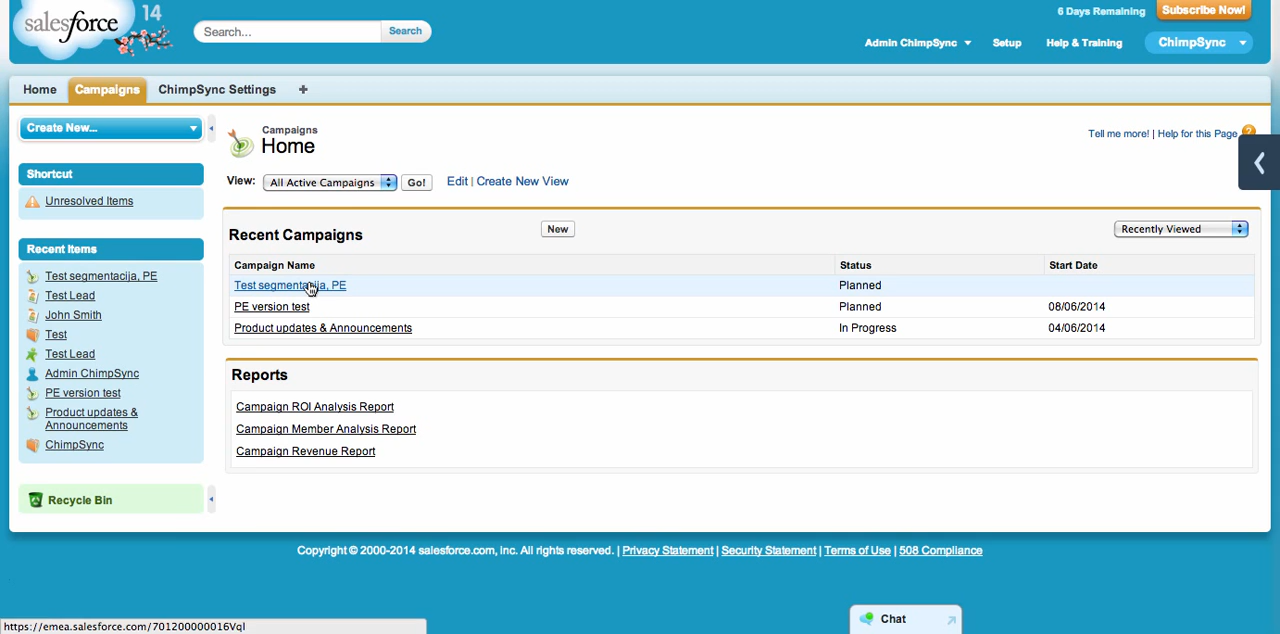 salesforce
14
Search...
Search
6 Days Remaining
Subscribe Now!
Admin ChimpSync
Setup
Help & Training
ChimpSync
Home
Campaigns
ChimpSync Settings
+
Create New...
Shortcut
Unresolved Items
Recent Items
Test segmentacija, PE
Test Lead
John Smith
Test
Test Lead
Admin ChimpSync
PE version test
Product updates &
Announcements
ChimpSync
Recycle Bin
Campaigns
Home
Tell me more! | Help for this Page
?
View:
All Active Campaigns
Go!
Edit | Create New View
Recent Campaigns
New
Recently Viewed
Campaign Name Status Start Date
Test segmentacija, PE Planned
PE version test Planned 08/06/2014
Product updates & Announcements In Progress 04/06/2014
Reports
Campaign ROI Analysis Report
Campaign Member Analysis Report
Campaign Revenue Report
Copyright © 2000-2014 salesforce.com, inc. All rights reserved. | Privacy Statement | Security Statement | Terms of Use | 508 Compliance
https://emea.salesforce.com/701200000016VqI
Chat